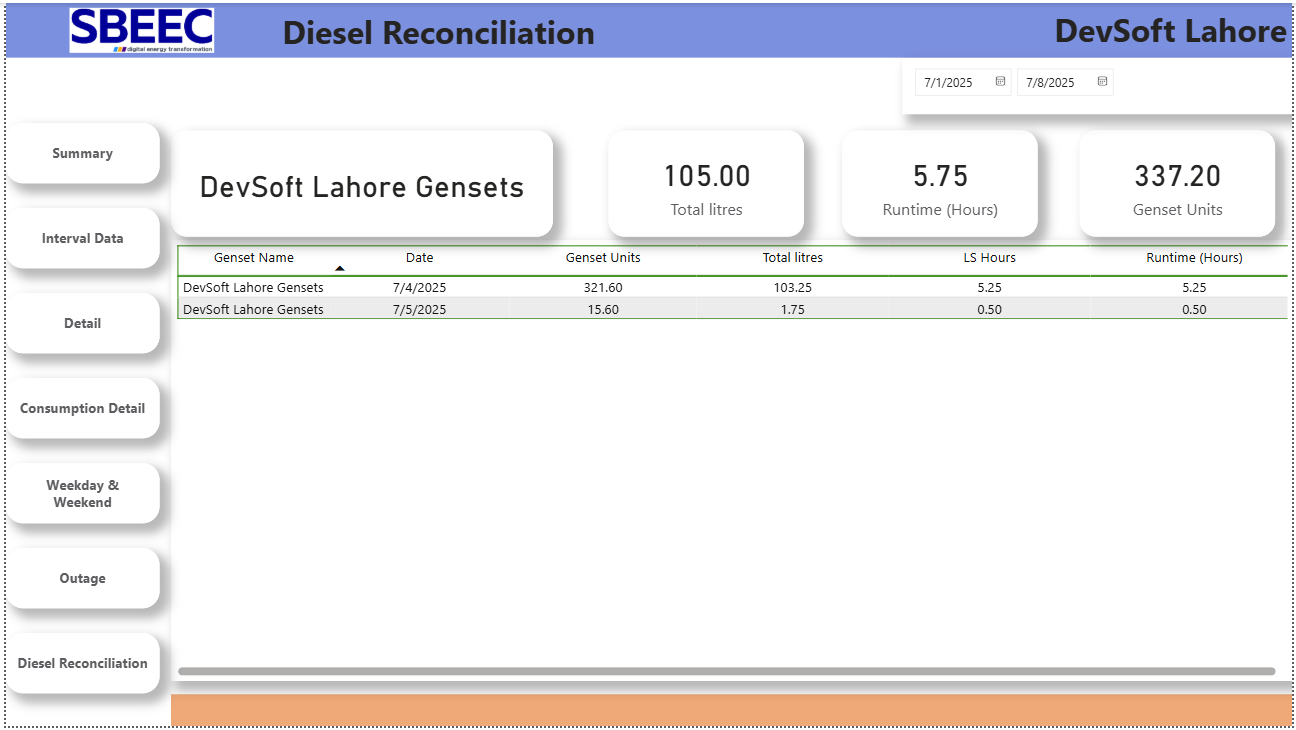 SBEEC
digital energy transformation
Diesel Reconciliation
DevSoft Lahore
7/1/2025 7/8/2025
Summary
Interval Data
Detail
Consumption Detail
Weekday &
Weekend
Outage
Diesel Reconciliation
DevSoft Lahore Gensets
105.00
Total litres
5.75
Runtime (Hours)
337.20
Genset Units
Genset Name Date Genset Units Total litres LS Hours Runtime (Hours)
DevSoft Lahore Gensets 7/4/2025 321.60 103.25 5.25 5.25
DevSoft Lahore Gensets 7/5/2025 15.60 1.75 0.50 0.50